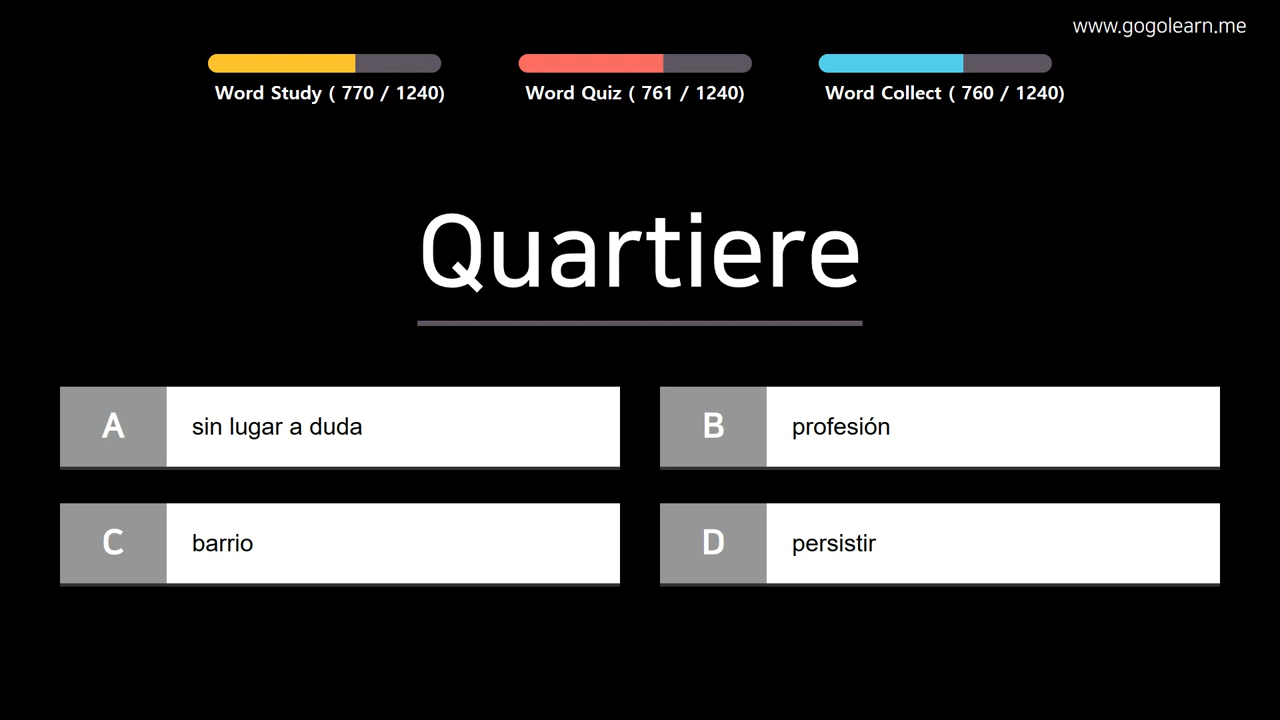 www.gogolearn.me
Word Study ( 770 / 1240)
Word Quiz ( 761 / 1240)
Word Collect ( 760 / 1240)
Quartiere
A
sin lugar a duda
B
profesión
C
barrio
D
persistir